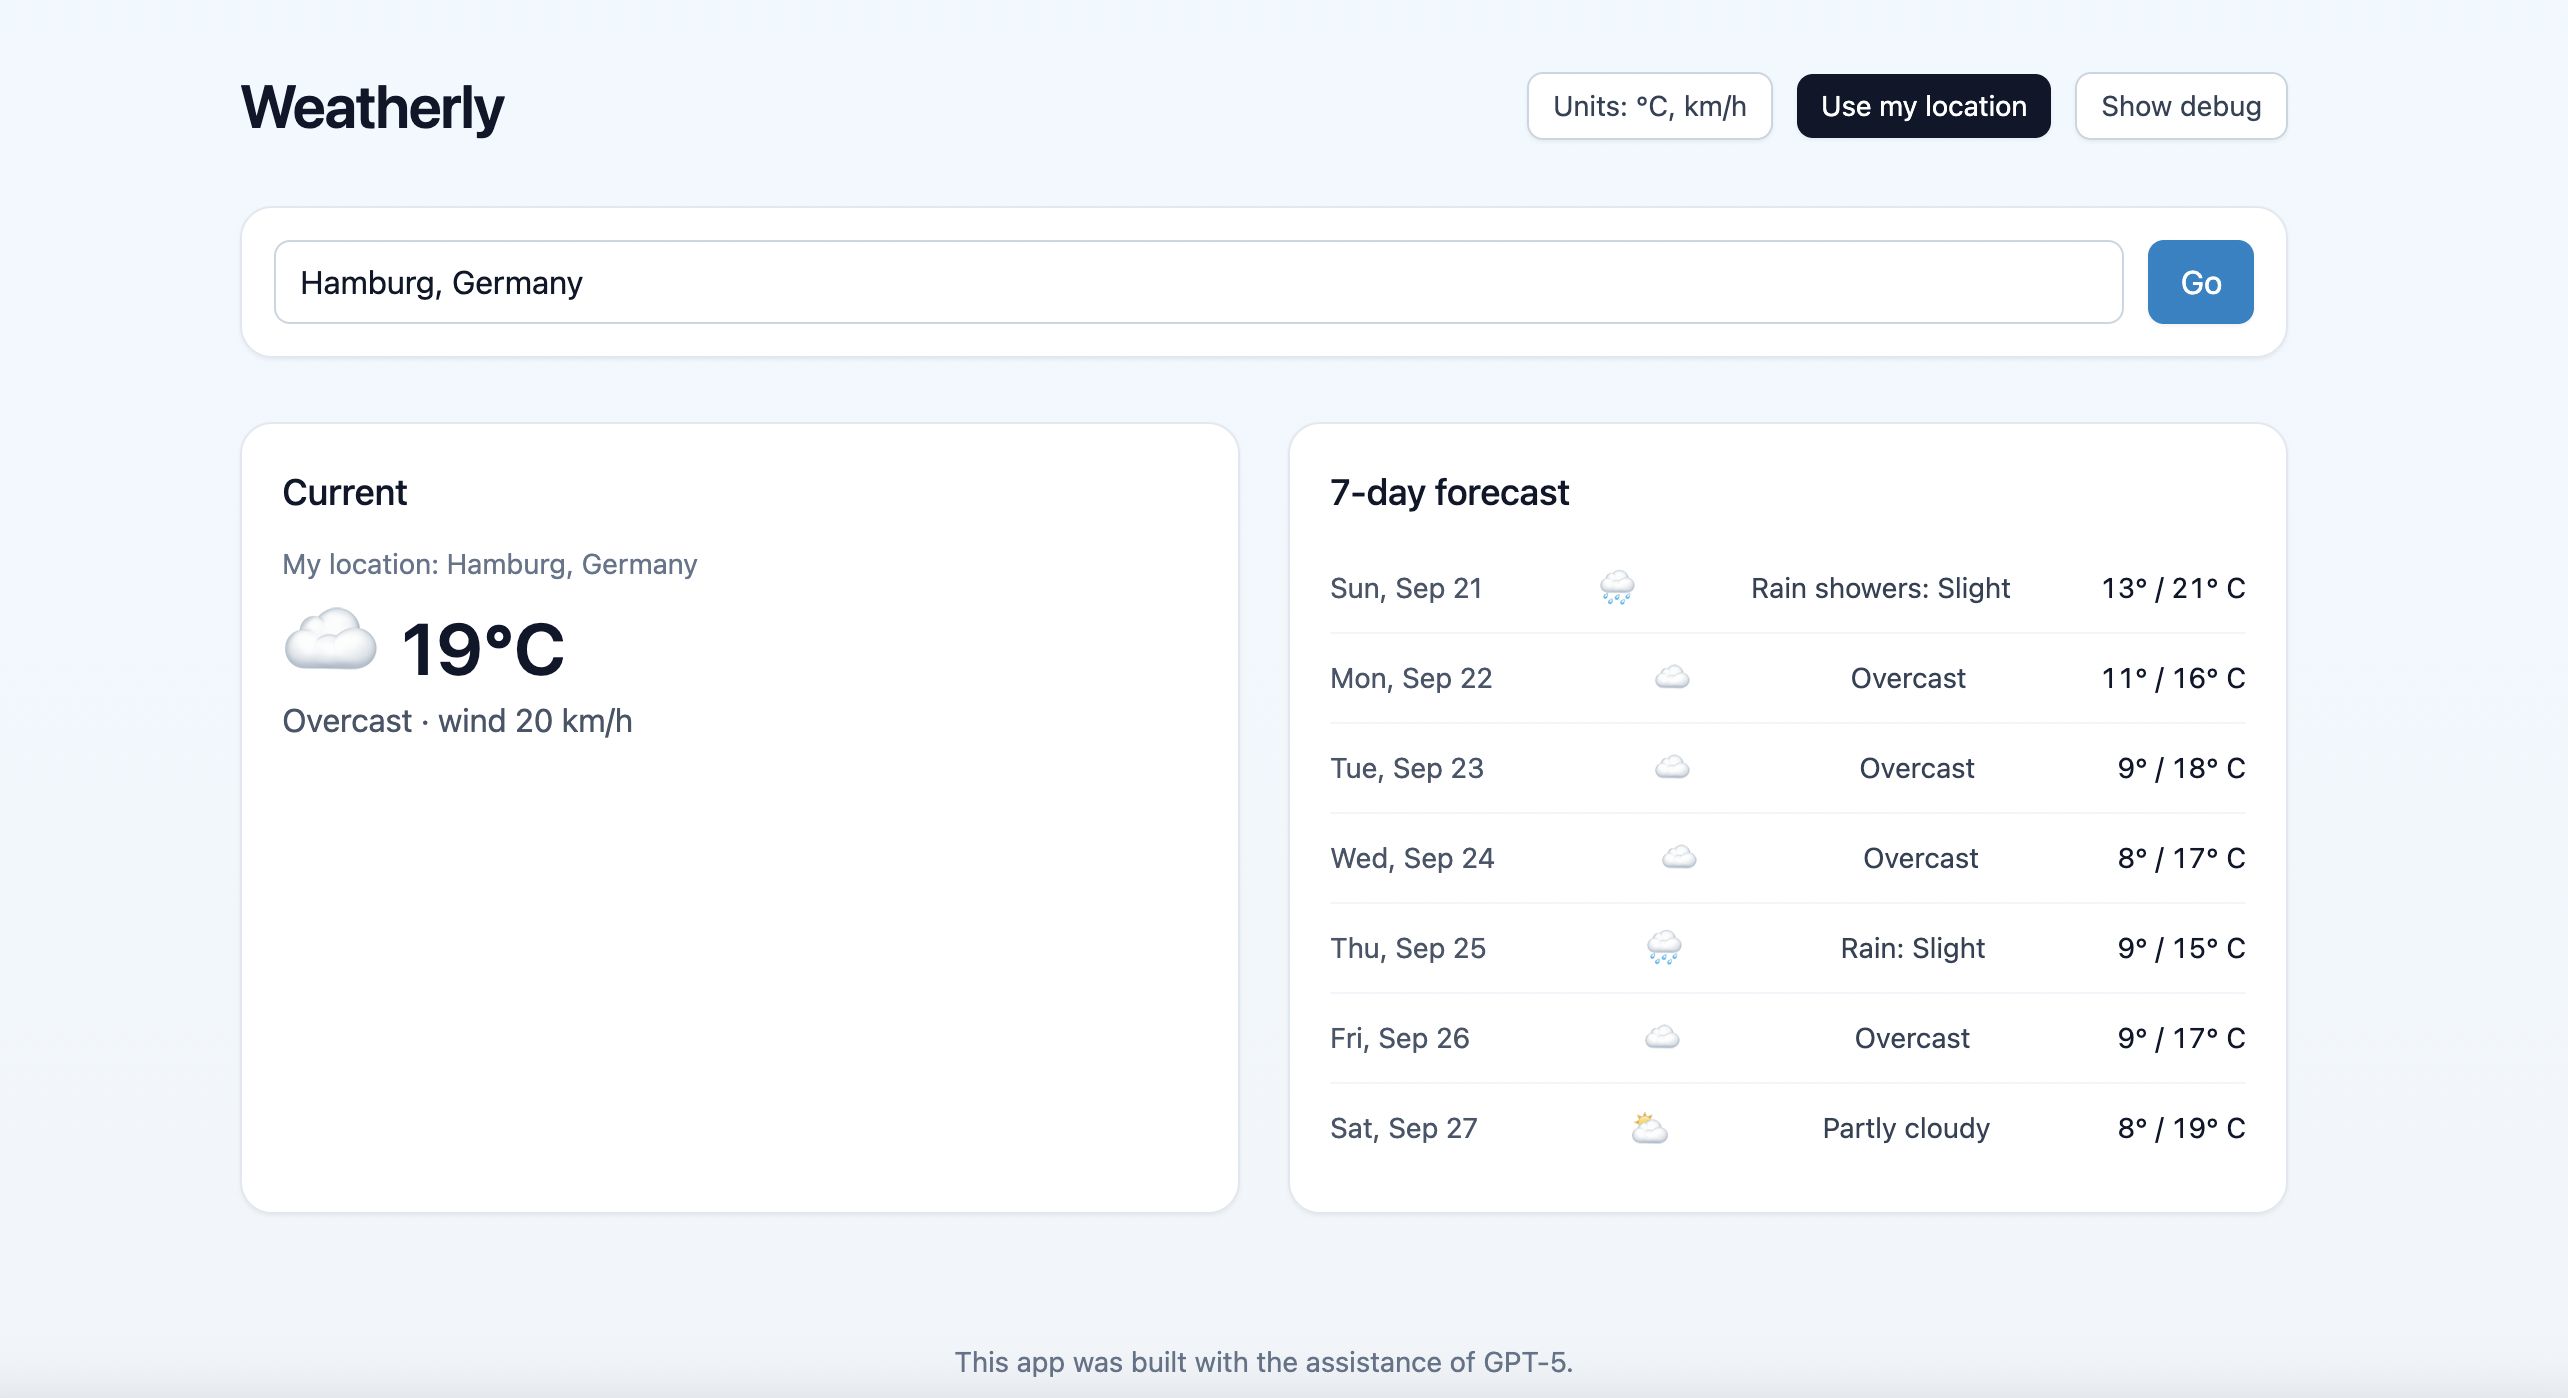 Weatherly
Units: °C, km/h
Use my location
Show debug
Hamburg, Germany
Go
Current
My location: Hamburg, Germany
19°C
Overcast · wind 20 km/h
7-day forecast
Sun, Sep 21 Rain showers: Slight 13° / 21° C
Mon, Sep 22 Overcast 11° / 16° C
Tue, Sep 23 Overcast 9° / 18° C
Wed, Sep 24 Overcast 8° / 17° C
Thu, Sep 25 Rain: Slight 9° / 15° C
Fri, Sep 26 Overcast 9° / 17° C
Sat, Sep 27 Partly cloudy 8° / 19° C
This app was built with the assistance of GPT-5.